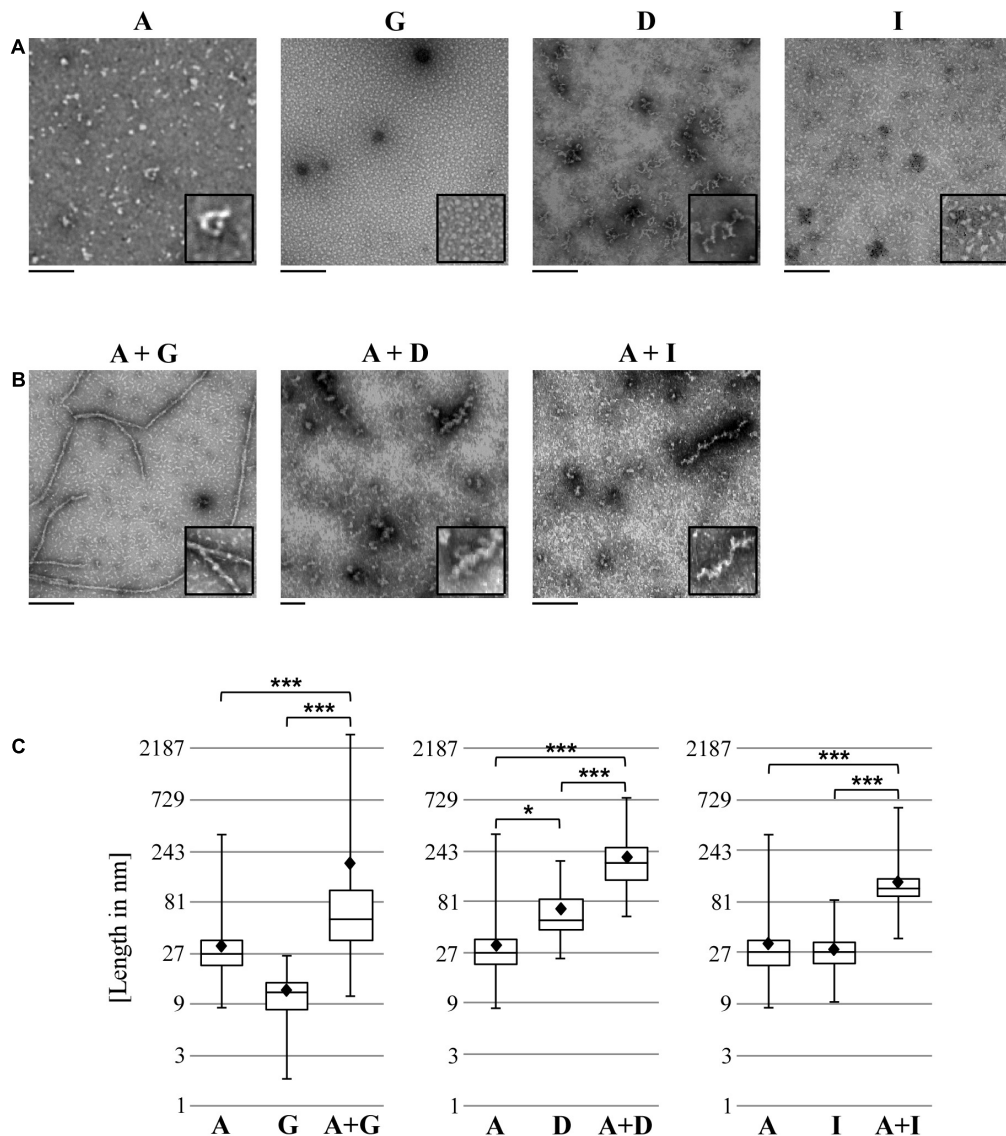 A G D I
A
A + G A + D A + I
B
C
*** *** ***
*** *** ***
*
2187 2187 2187
729 729 729
243 243 243
81 81 81
27 27 27
9 9 9
3 3 3
1 1 1
[Length in nm]
A G A+G A D A+D A I A+I